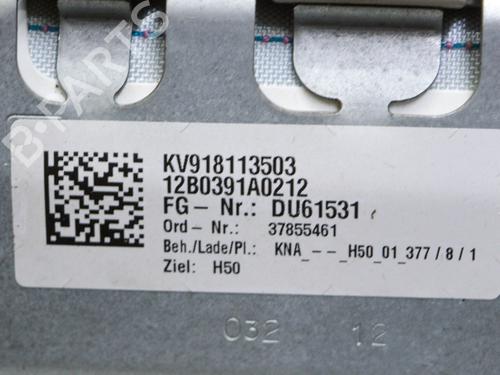 B-PARTS
KV918113503
12B0391A0212
FG – Nr.: DU61531
Ord – Nr.: 37855461
Beh./Lade/Pl.: KNA_ – – _H50_01_377 / 8 / 1
Ziel: H50
032 12